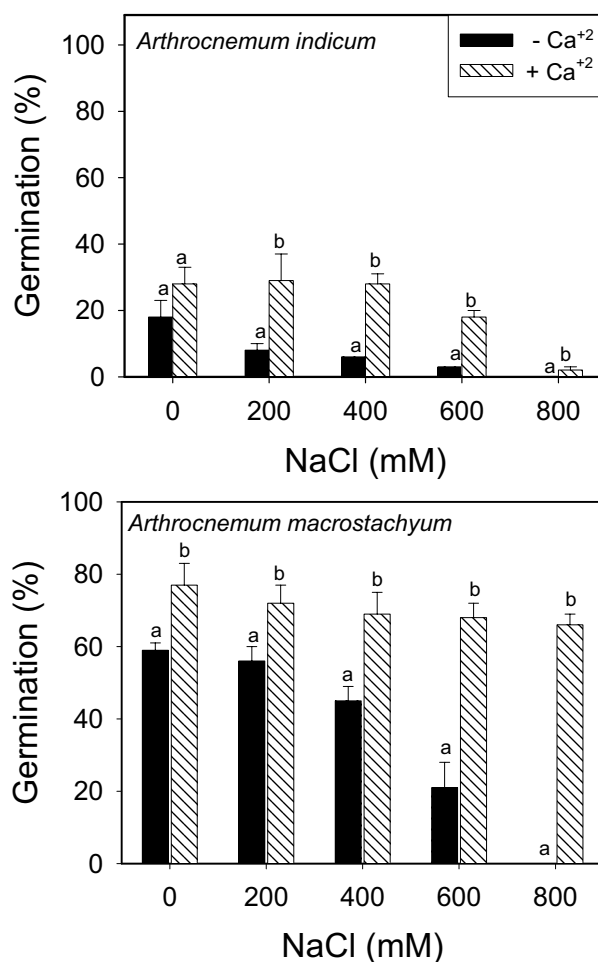 Arthrocnemum indicum
- Ca+2
+ Ca+2
Germination (%)
100
80
60
40
20
0
a a a b a b a b a b
0 200 400 600 800
NaCl (mM)
Arthrocnemum macrostachyum
Germination (%)
100
80
60
40
20
0
a b a b a b a b a b
0 200 400 600 800
NaCl (mM)